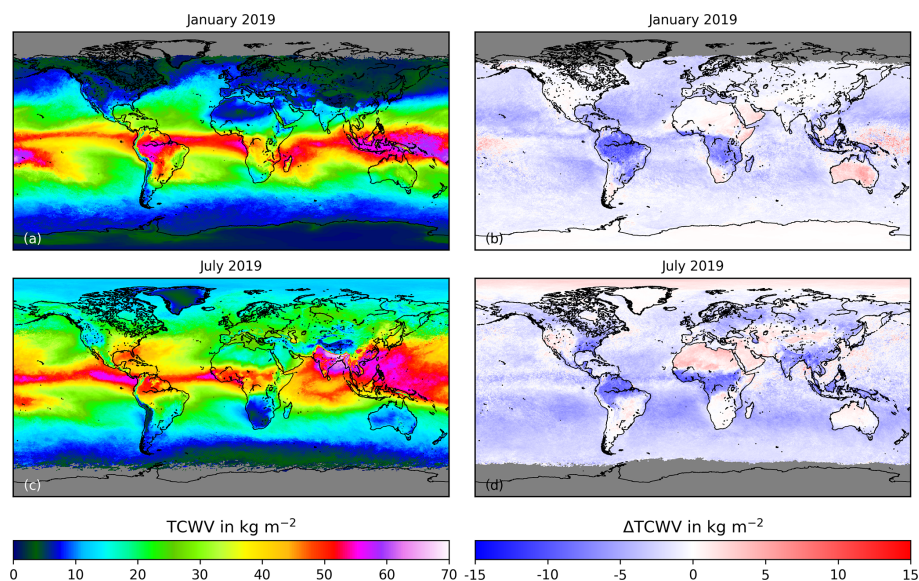 January 2019
January 2019
(a)
(b)
July 2019
July 2019
(c)
(d)
TCWV in kg m⁻²
ΔTCWV in kg m⁻²
0 10 20 30 40 50 60 70
-15 -10 -5 0 5 10 15